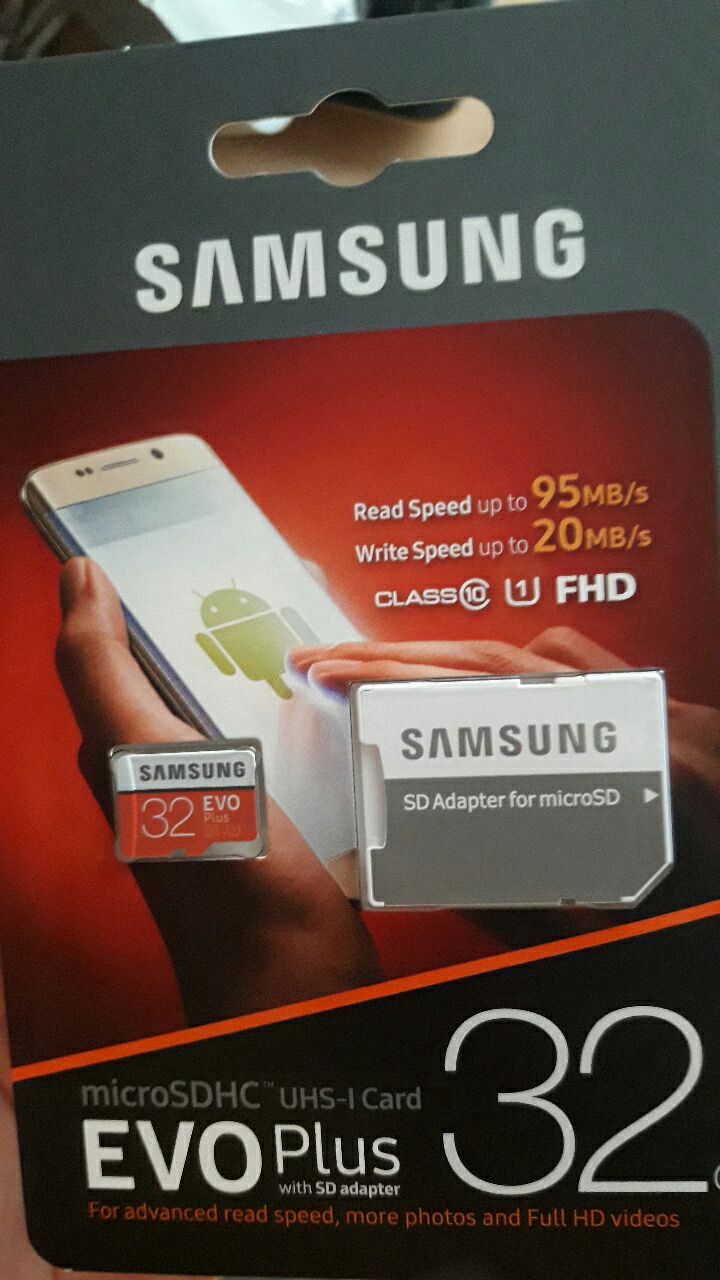 SAMSUNG
Read Speed up to 95MB/s
Write Speed up to 20MB/s
CLASS 10 U 1 FHD
SAMSUNG
SD Adapter for microSD
SAMSUNG
32 EVO
Plus
microSDHC™ UHS-I Card
EVO Plus 32
with SD adapter
For advanced read speed, more photos and Full HD videos